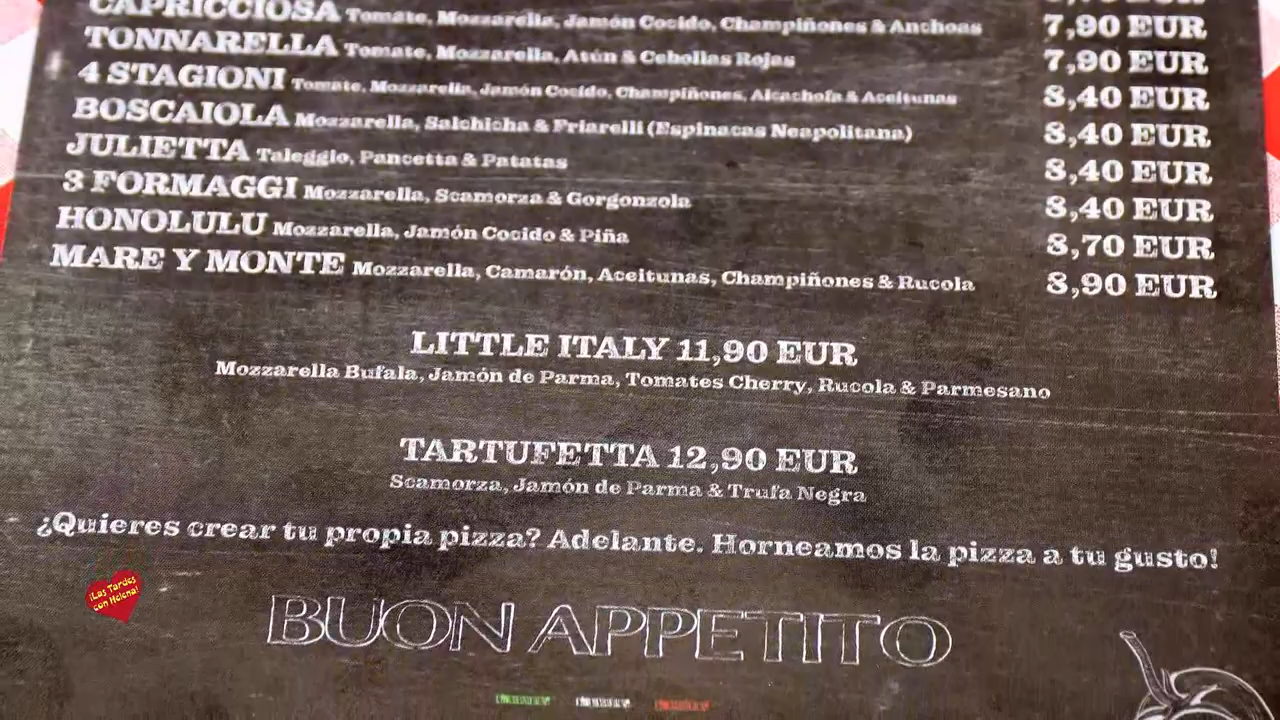 CAPRICCIOSA Tomate, Mozzarella, Jamón Cocido, Champiñones & Anchoas 7,90 EUR
TONNARELLA Tomate, Mozzarella, Atún & Cebollas Rojas 7,90 EUR
4 STAGIONI Tomate, Mozzarella, Jamón Cocido, Champiñones, Alcachofa & Aceitunas 8,40 EUR
BOSCAIOLA Mozzarella, Salchicha & Friarelli (Espinacas Neapolitana) 8,40 EUR
JULIETTA Taleggio, Pancetta & Patatas 8,40 EUR
3 FORMAGGI Mozzarella, Scamorza & Gorgonzola 8,40 EUR
HONOLULU Mozzarella, Jamón Cocido & Piña 8,70 EUR
MARE Y MONTE Mozzarella, Camarón, Aceitunas, Champiñones & Rucola 8,90 EUR
LITTLE ITALY 11,90 EUR
Mozzarella Bufala, Jamón de Parma, Tomates Cherry, Rucola & Parmesano
TARTUFETTA 12,90 EUR
Scamorza, Jamón de Parma & Trufa Negra
¿Quieres crear tu propia pizza? Adelante. Horneamos la pizza a tu gusto!
¡Las Tardes
con Helena!
BUON APPETITO